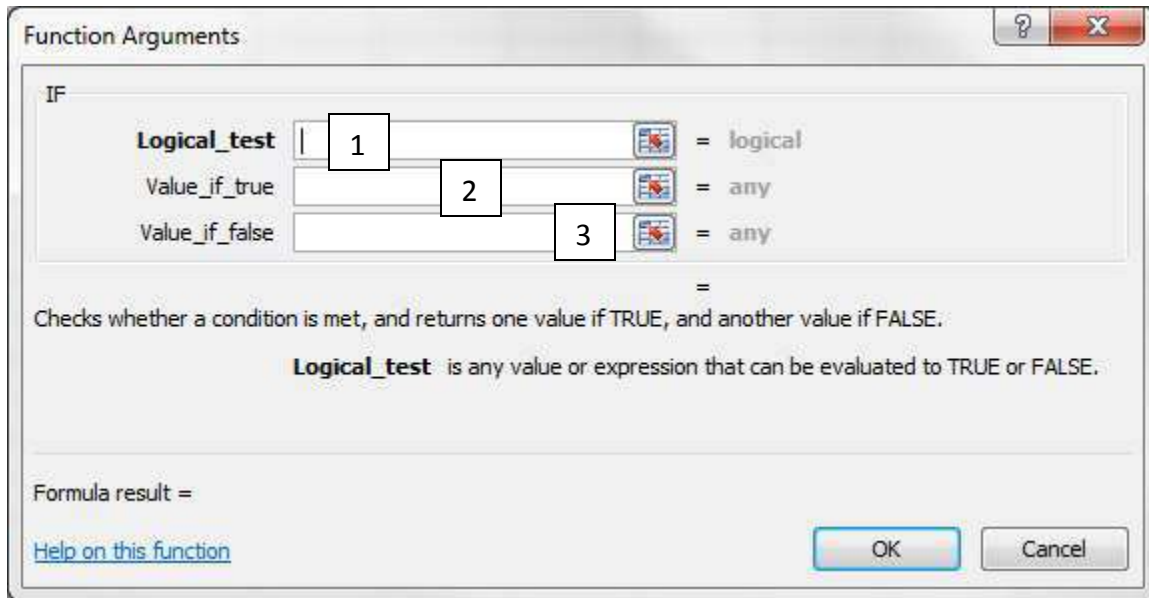 Function Arguments
IF
Logical_test 1 = logical
Value_if_true 2 = any
Value_if_false 3 = any
=
Checks whether a condition is met, and returns one value if TRUE, and another value if FALSE.
Logical_test is any value or expression that can be evaluated to TRUE or FALSE.
Formula result =
Help on this function OK Cancel